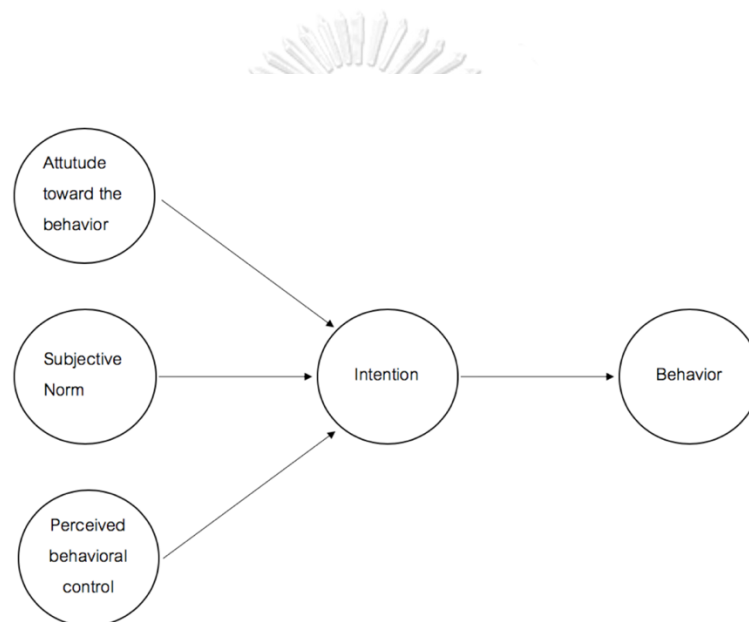 Attutude
toward the
behavior
Subjective
Norm
Intention
Behavior
Perceived
behavioral
control